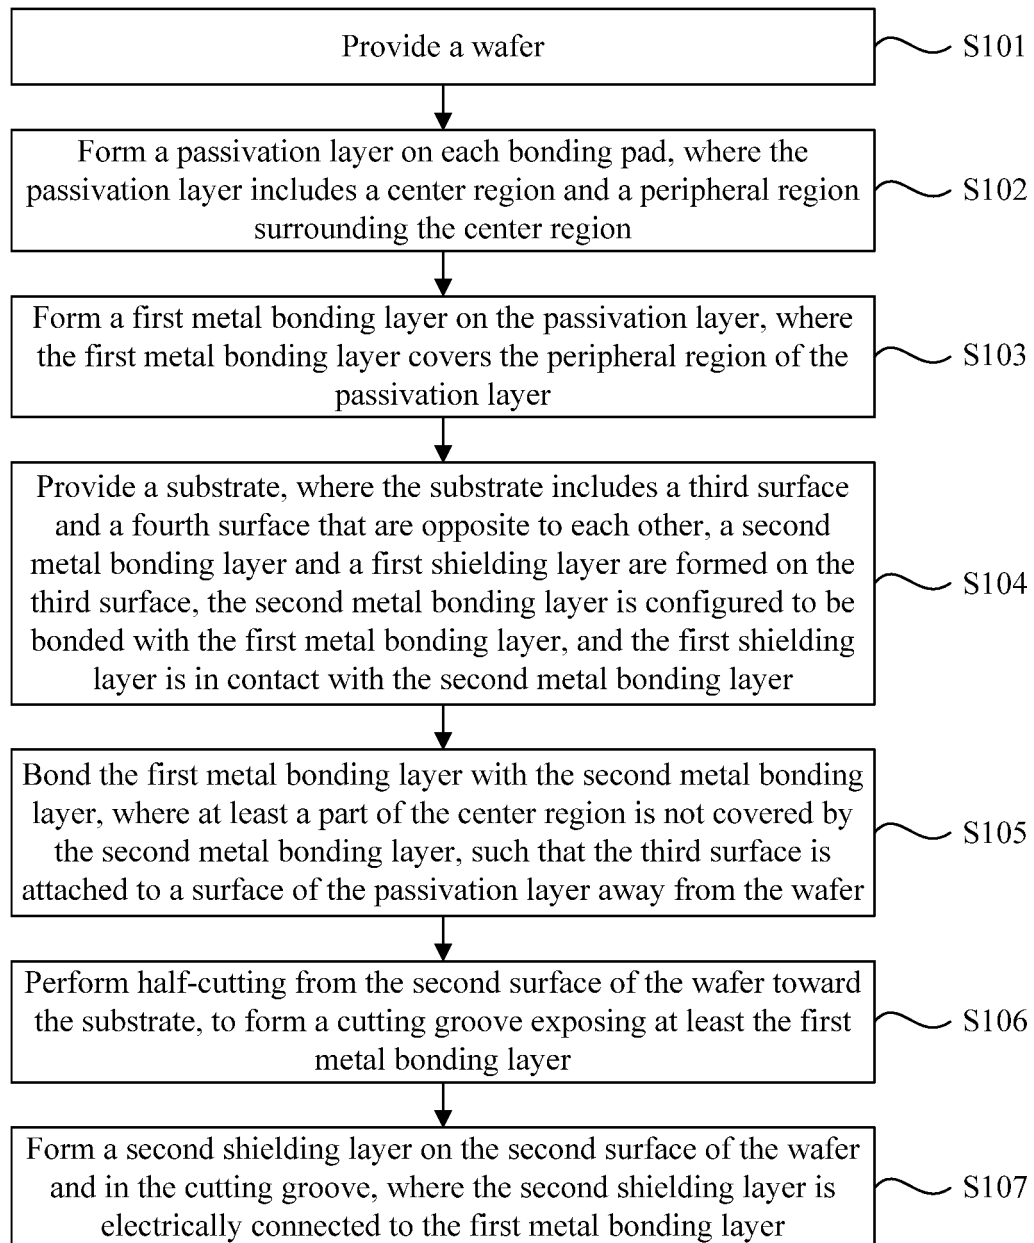 Provide a wafer
S101
Form a passivation layer on each bonding pad, where the
passivation layer includes a center region and a peripheral region
surrounding the center region
S102
Form a first metal bonding layer on the passivation layer, where
the first metal bonding layer covers the peripheral region of the
passivation layer
S103
Provide a substrate, where the substrate includes a third surface
and a fourth surface that are opposite to each other, a second
metal bonding layer and a first shielding layer are formed on the
third surface, the second metal bonding layer is configured to be
bonded with the first metal bonding layer, and the first shielding
layer is in contact with the second metal bonding layer
S104
Bond the first metal bonding layer with the second metal bonding
layer, where at least a part of the center region is not covered by
the second metal bonding layer, such that the third surface is
attached to a surface of the passivation layer away from the wafer
S105
Perform half-cutting from the second surface of the wafer toward
the substrate, to form a cutting groove exposing at least the first
metal bonding layer
S106
Form a second shielding layer on the second surface of the wafer
and in the cutting groove, where the second shielding layer is
electrically connected to the first metal bonding layer
S107